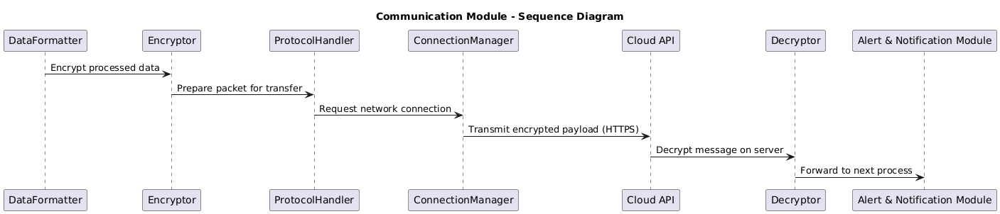 Communication Module - Sequence Diagram
DataFormatter
Encryptor
ProtocolHandler
ConnectionManager
Cloud API
Decryptor
Alert & Notification Module
Encrypt processed data
Prepare packet for transfer
Request network connection
Transmit encrypted payload (HTTPS)
Decrypt message on server
Forward to next process
DataFormatter
Encryptor
ProtocolHandler
ConnectionManager
Cloud API
Decryptor
Alert & Notification Module